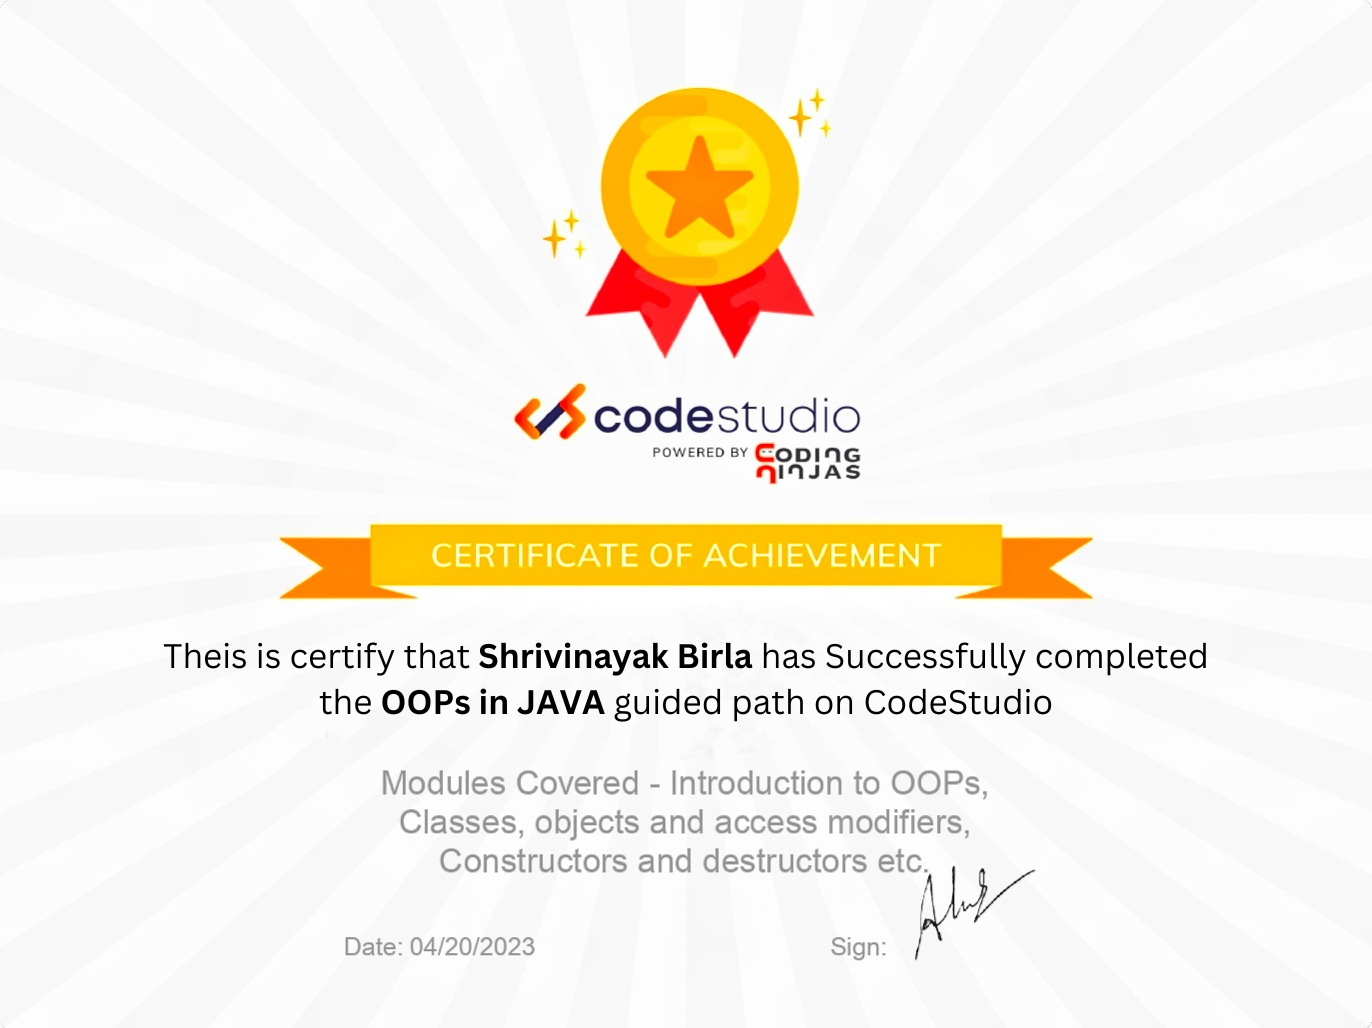 codestudio
POWERED BY CODING NINJAS
CERTIFICATE OF ACHIEVEMENT
Theis is certify that Shrivinayak Birla has Successfully completed
the OOPs in JAVA guided path on CodeStudio
Modules Covered - Introduction to OOPs,
Classes, objects and access modifiers,
Constructors and destructors etc.
Date: 04/20/2023
Sign: